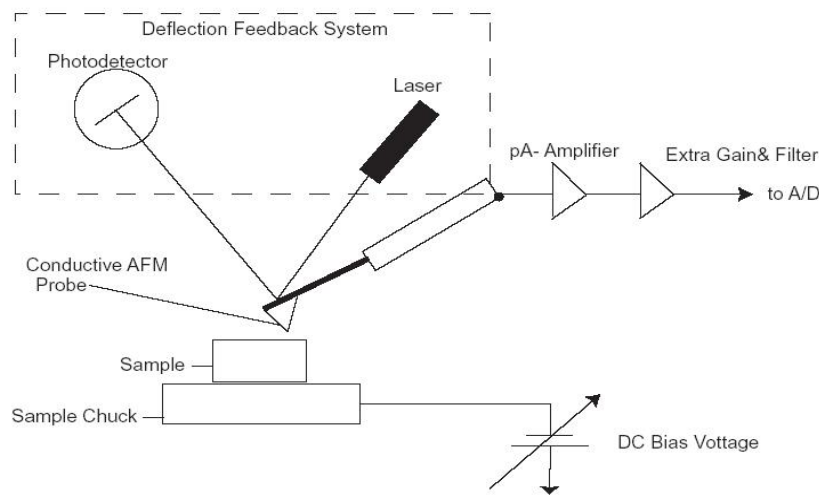 Deflection Feedback System
Photodetector
Laser
pA- Amplifier
Extra Gain& Filter
to A/D
Conductive AFM
Probe
Sample
Sample Chuck
DC Bias Vottage